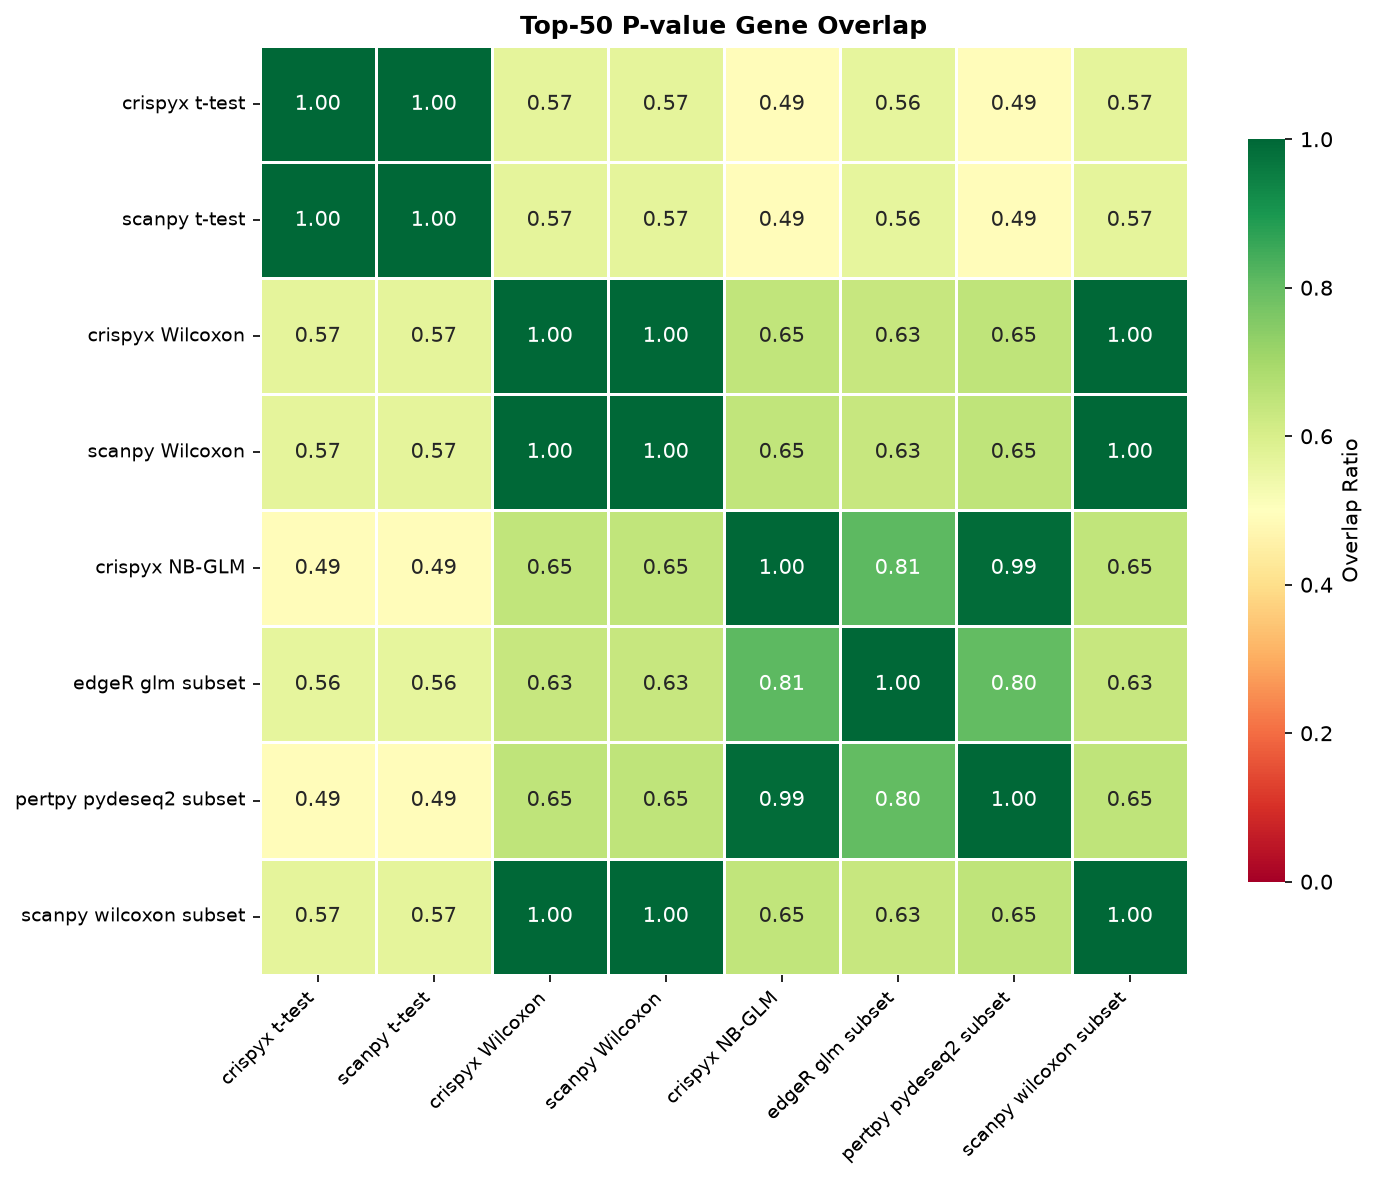 Top-50 P-value Gene Overlap
crispyx t-test 1.00 1.00 0.57 0.57 0.49 0.56 0.49 0.57
scanpy t-test 1.00 1.00 0.57 0.57 0.49 0.56 0.49 0.57
crispyx Wilcoxon 0.57 0.57 1.00 1.00 0.65 0.63 0.65 1.00
scanpy Wilcoxon 0.57 0.57 1.00 1.00 0.65 0.63 0.65 1.00
crispyx NB-GLM 0.49 0.49 0.65 0.65 1.00 0.81 0.99 0.65
edgeR glm subset 0.56 0.56 0.63 0.63 0.81 1.00 0.80 0.63
pertpy pydeseq2 subset 0.49 0.49 0.65 0.65 0.99 0.80 1.00 0.65
scanpy wilcoxon subset 0.57 0.57 1.00 1.00 0.65 0.63 0.65 1.00
crispyx t-test
scanpy t-test
crispyx Wilcoxon
scanpy Wilcoxon
crispyx NB-GLM
edgeR glm subset
pertpy pydeseq2 subset
scanpy wilcoxon subset
1.0
0.8
0.6
0.4
0.2
0.0
Overlap Ratio